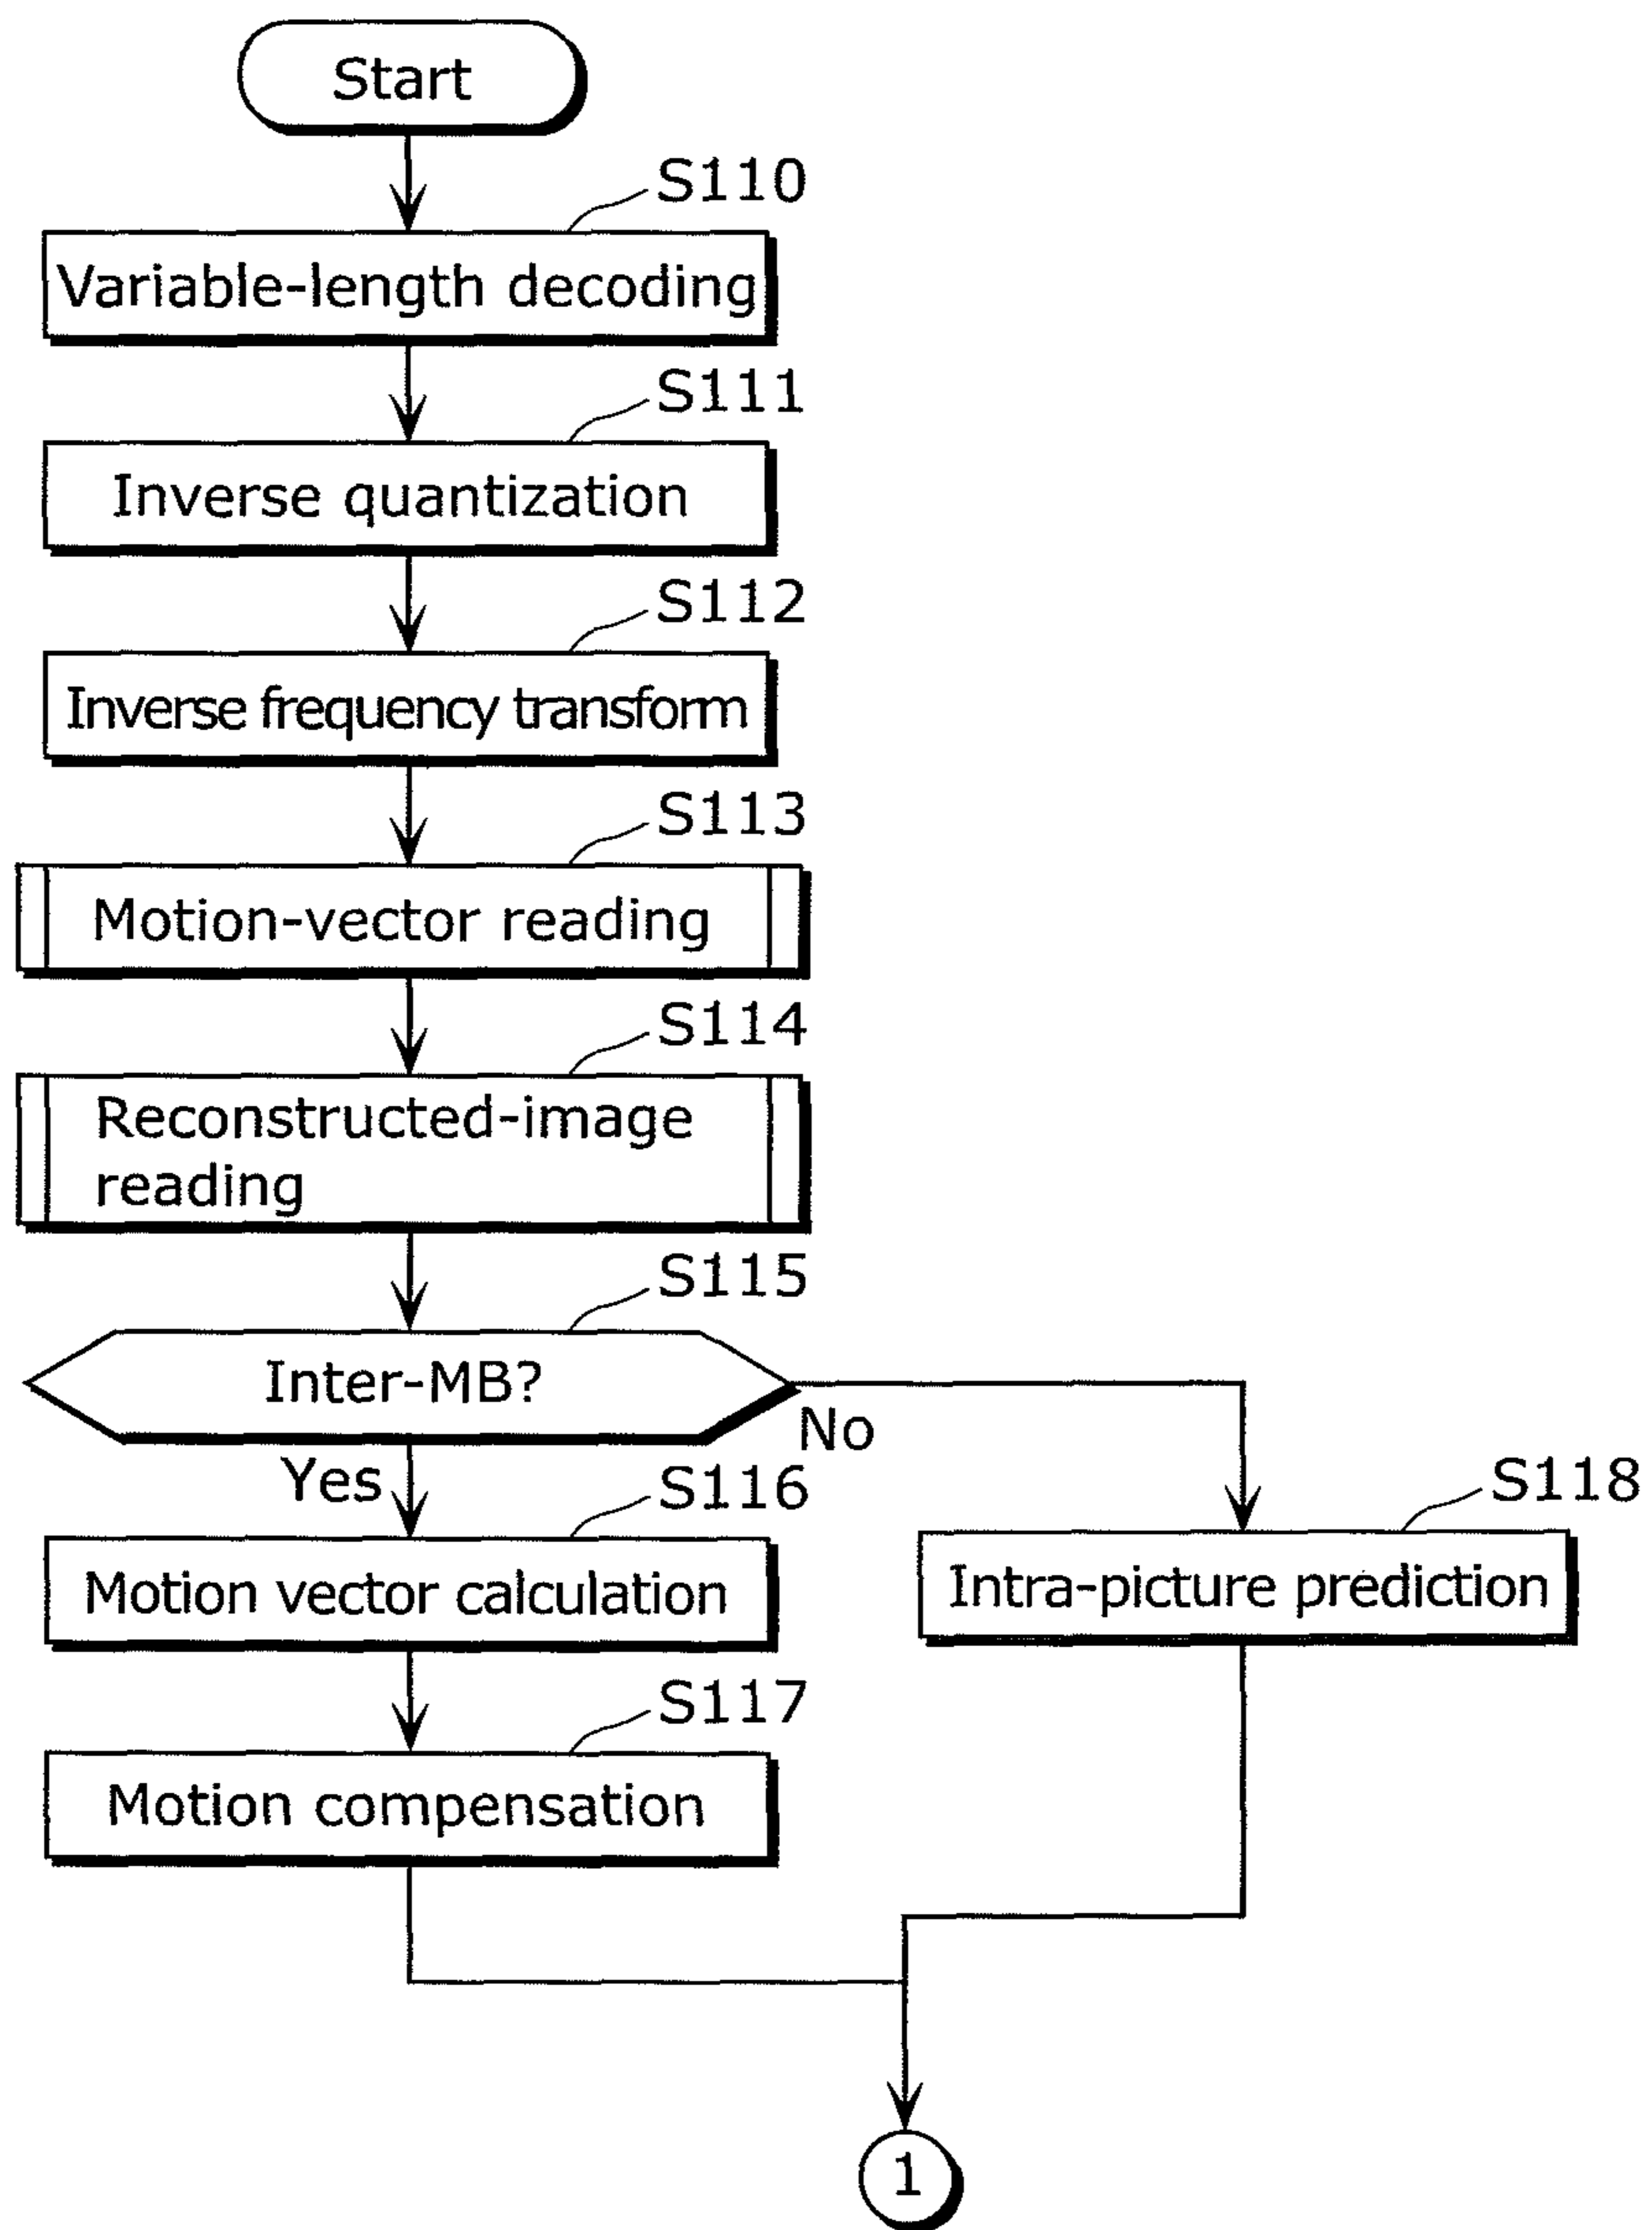 Start
S110
Variable-length decoding
S111
Inverse quantization
S112
Inverse frequency transform
S113
Motion-vector reading
S114
Reconstructed-image
reading
S115
Inter-MB?
No
Yes
S116
S118
Motion vector calculation
Intra-picture prediction
S117
Motion compensation
1